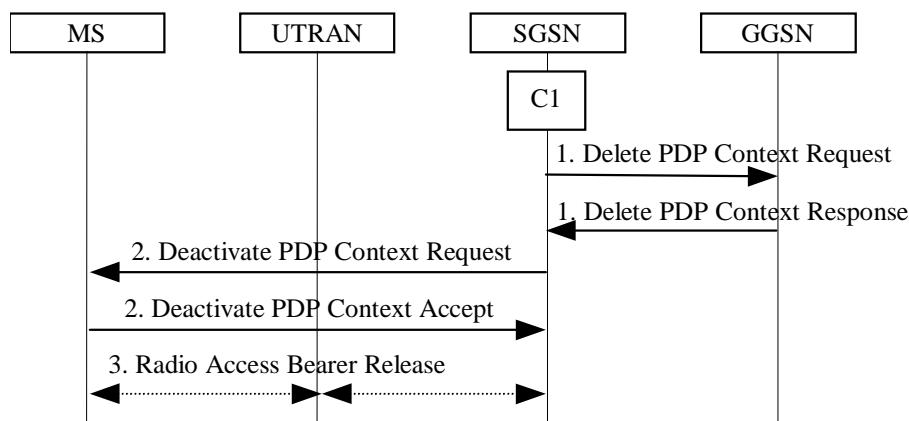 MS
UTRAN
SGSN
GGSN
C1
1. Delete PDP Context Request
1. Delete PDP Context Response
2. Deactivate PDP Context Request
2. Deactivate PDP Context Accept
3. Radio Access Bearer Release